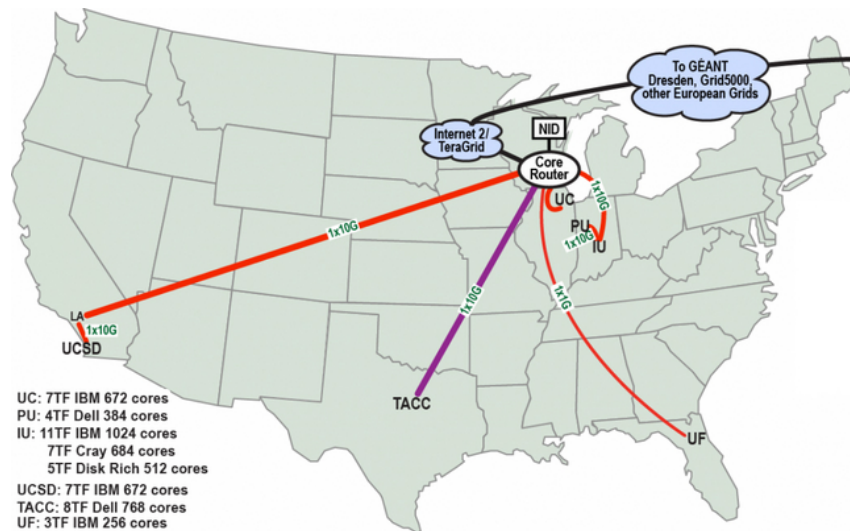 To GÉANT
Dresden, Grid5000,
other European Grids
Internet 2/
TeraGrid
NID
Core
Router
1x10G
UC
PU
1x10G
IU
1x10G
1x10G
1x1G
LA
1x10G
UCSD
TACC
UF
UC: 7TF IBM 672 cores
PU: 4TF Dell 384 cores
IU: 11TF IBM 1024 cores
7TF Cray 684 cores
5TF Disk Rich 512 cores
UCSD: 7TF IBM 672 cores
TACC: 8TF Dell 768 cores
UF: 3TF IBM 256 cores